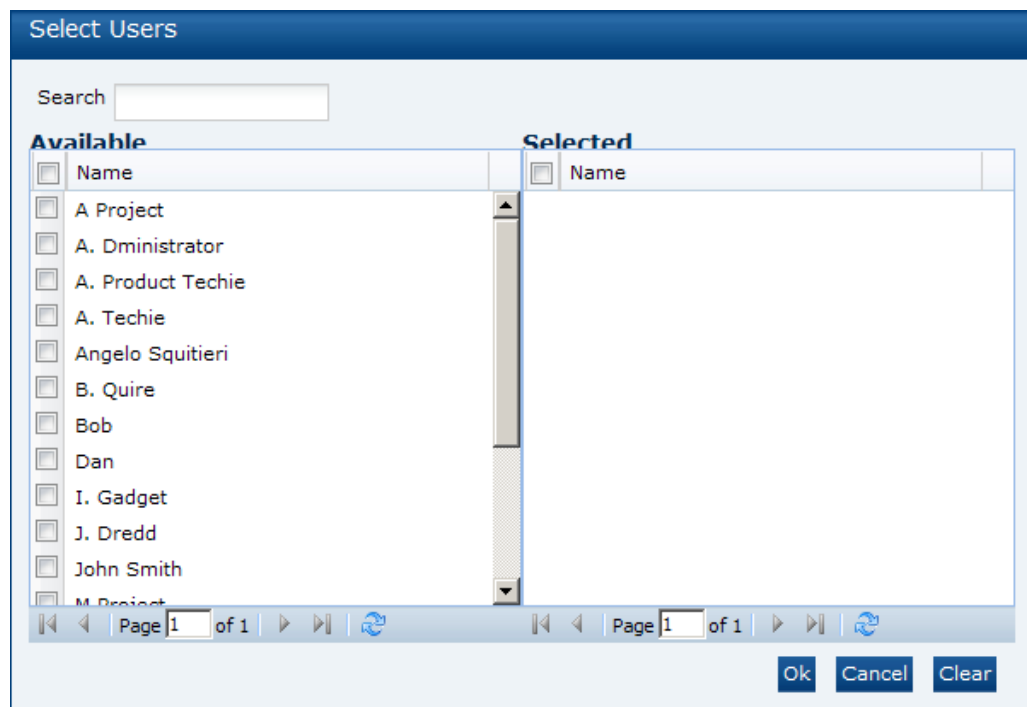 Select Users
Search
Available Selected
Name Name
A Project
A. Dministrator
A. Product Techie
A. Techie
Angelo Squitieri
B. Quire
Bob
Dan
I. Gadget
J. Dredd
John Smith
M Project
Page 1 of 1 Page 1 of 1
Ok Cancel Clear